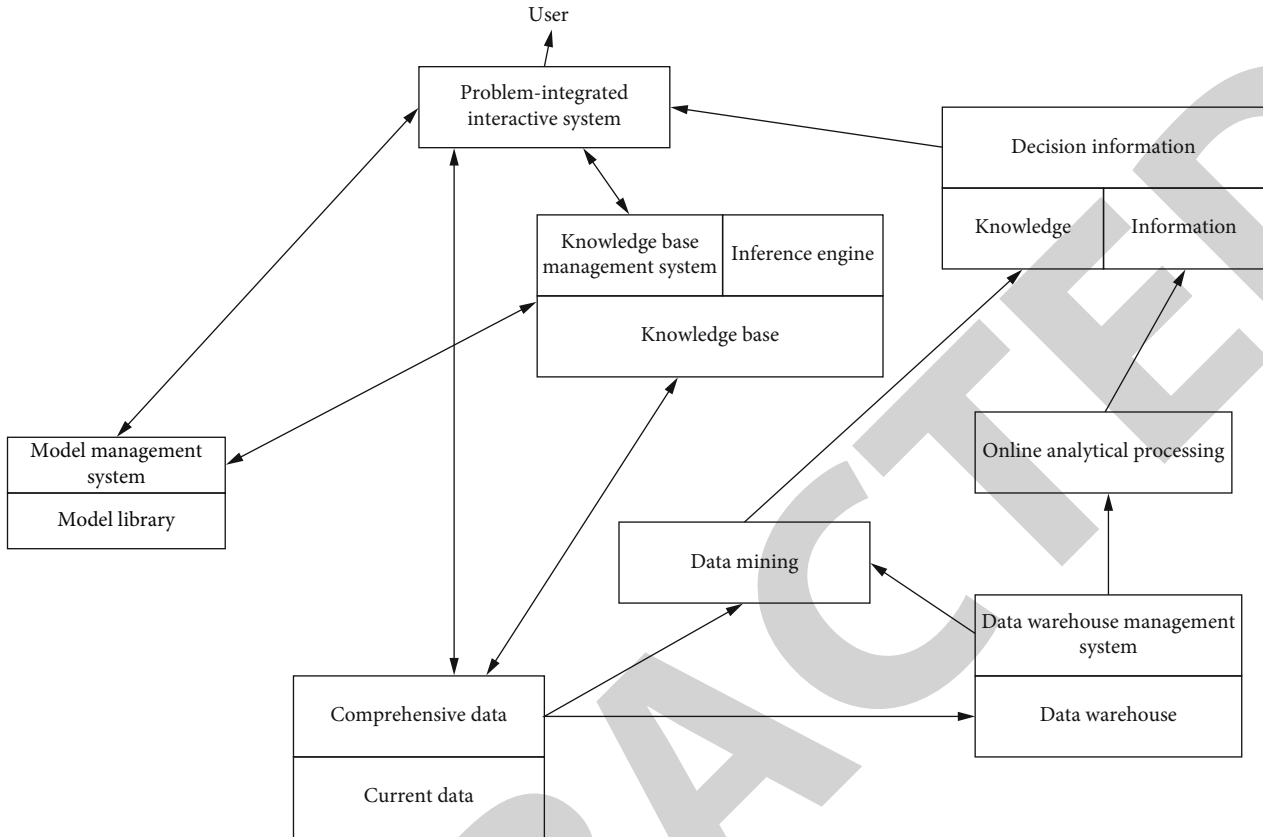 User
Problem-integrated
interactive system
Decision information
Knowledge
Information
Knowledge base
management system
Inference engine
Knowledge base
Model management
system
Model library
Online analytical processing
Data mining
Data warehouse management
system
Data warehouse
Comprehensive data
Current data
RACTED